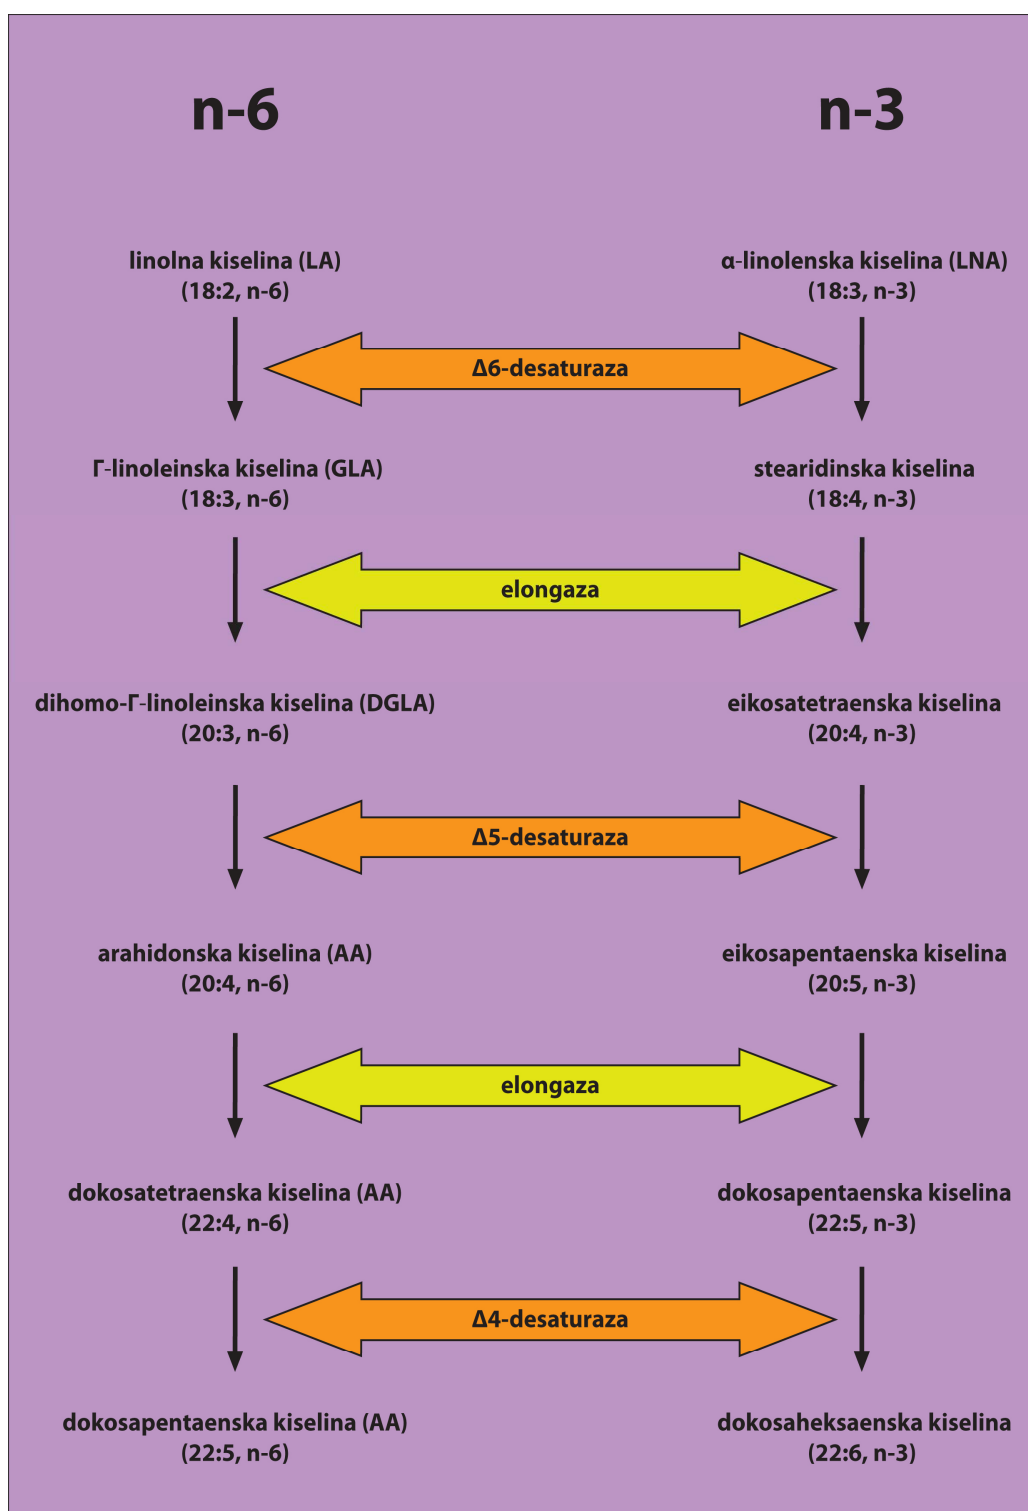 n-6
n-3
linolna kiselina (LA)
(18:2, n-6)
α-linolenska kiselina (LNA)
(18:3, n-3)
Δ6-desaturaza
Γ-linoleinska kiselina (GLA)
(18:3, n-6)
stearidinska kiselina
(18:4, n-3)
elongaza
dihomo-Γ-linoleinska kiselina (DGLA)
(20:3, n-6)
eikosatetraenska kiselina
(20:4, n-3)
Δ5-desaturaza
arahidonska kiselina (AA)
(20:4, n-6)
eikosapentaenska kiselina
(20:5, n-3)
elongaza
dokosatetraenska kiselina (AA)
(22:4, n-6)
dokosapentaenska kiselina
(22:5, n-3)
Δ4-desaturaza
dokosapentaenska kiselina (AA)
(22:5, n-6)
dokosaheksaenska kiselina
(22:6, n-3)